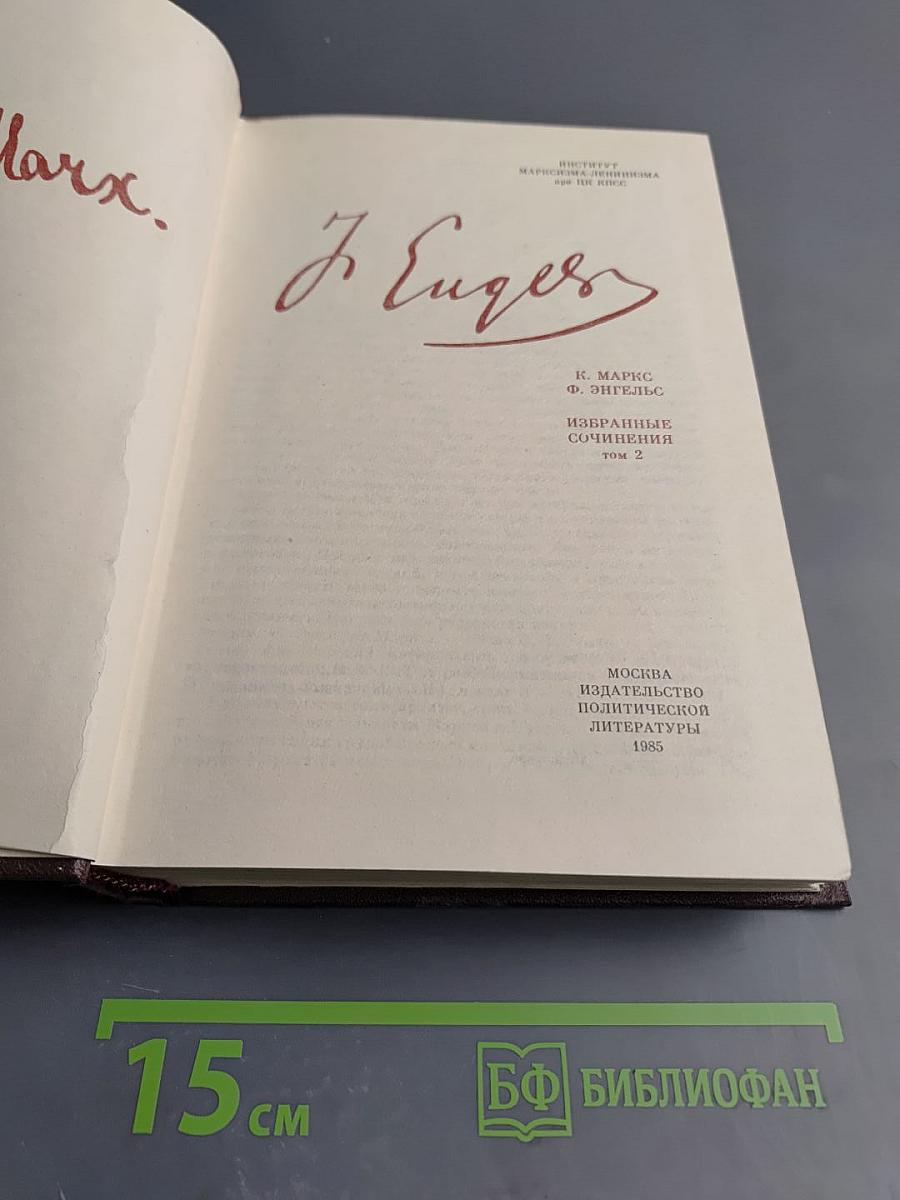 Marx.
ИНСТИТУТ
МАРКСИЗМА-ЛЕНИНИЗМА
при ЦК КПСС
F Engels
К. МАРКС
Ф. ЭНГЕЛЬС
ИЗБРАННЫЕ
СОЧИНЕНИЯ
том 2
МОСКВА
ИЗДАТЕЛЬСТВО
ПОЛИТИЧЕСКОЙ
ЛИТЕРАТУРЫ
1985
15 см
БФ БИБЛИОФАН